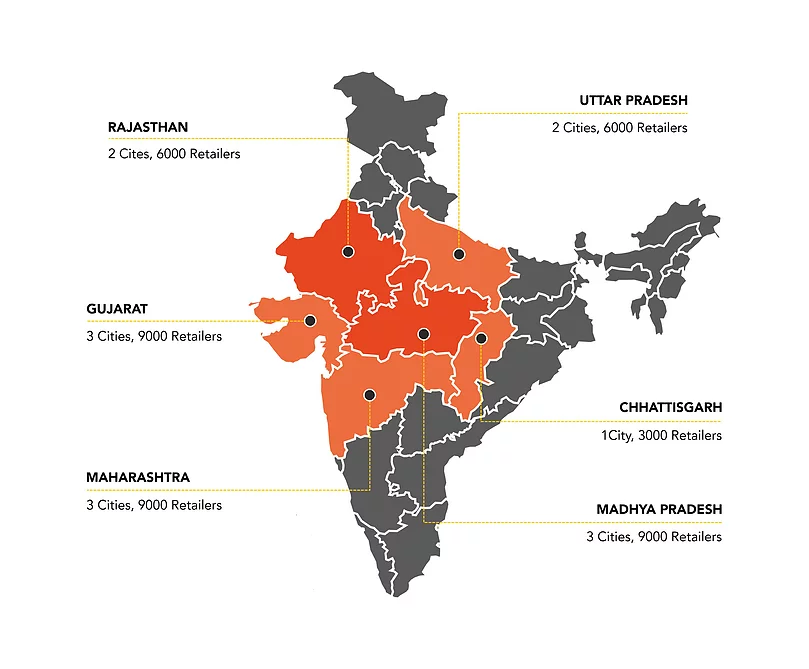 UTTAR PRADESH
2 Cities, 6000 Retailers
RAJASTHAN
2 Cites, 6000 Retailers
GUJARAT
3 Cities, 9000 Retailers
CHHATTISGARH
1City, 3000 Retailers
MAHARASHTRA
3 Cities, 9000 Retailers
MADHYA PRADESH
3 Cities, 9000 Retailers